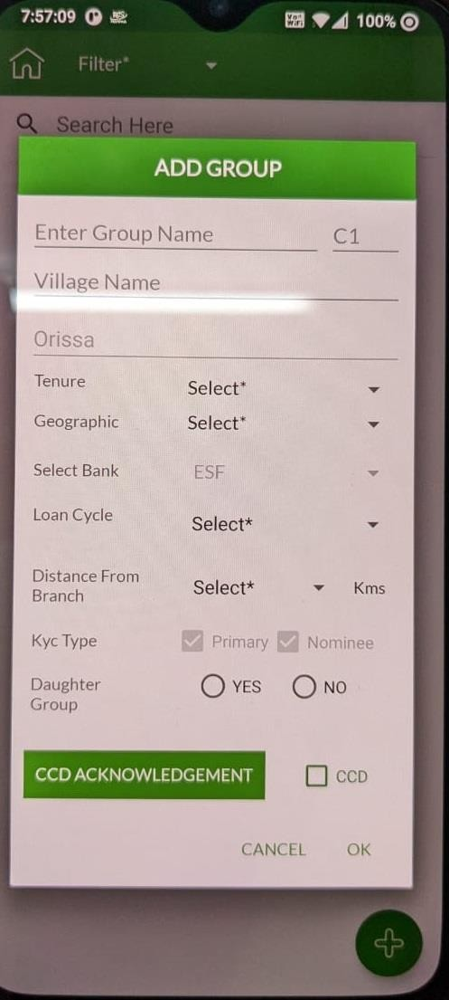 7:57:09 100%
Filter*
Search Here
ADD GROUP
Enter Group Name C1
Village Name
Orissa
Tenure Select*
Geographic Select*
Select Bank ESF
Loan Cycle Select*
Distance From
Branch Select* Kms
Kyc Type Primary Nominee
Daughter
Group YES NO
CCD ACKNOWLEDGEMENT CCD
CANCEL OK